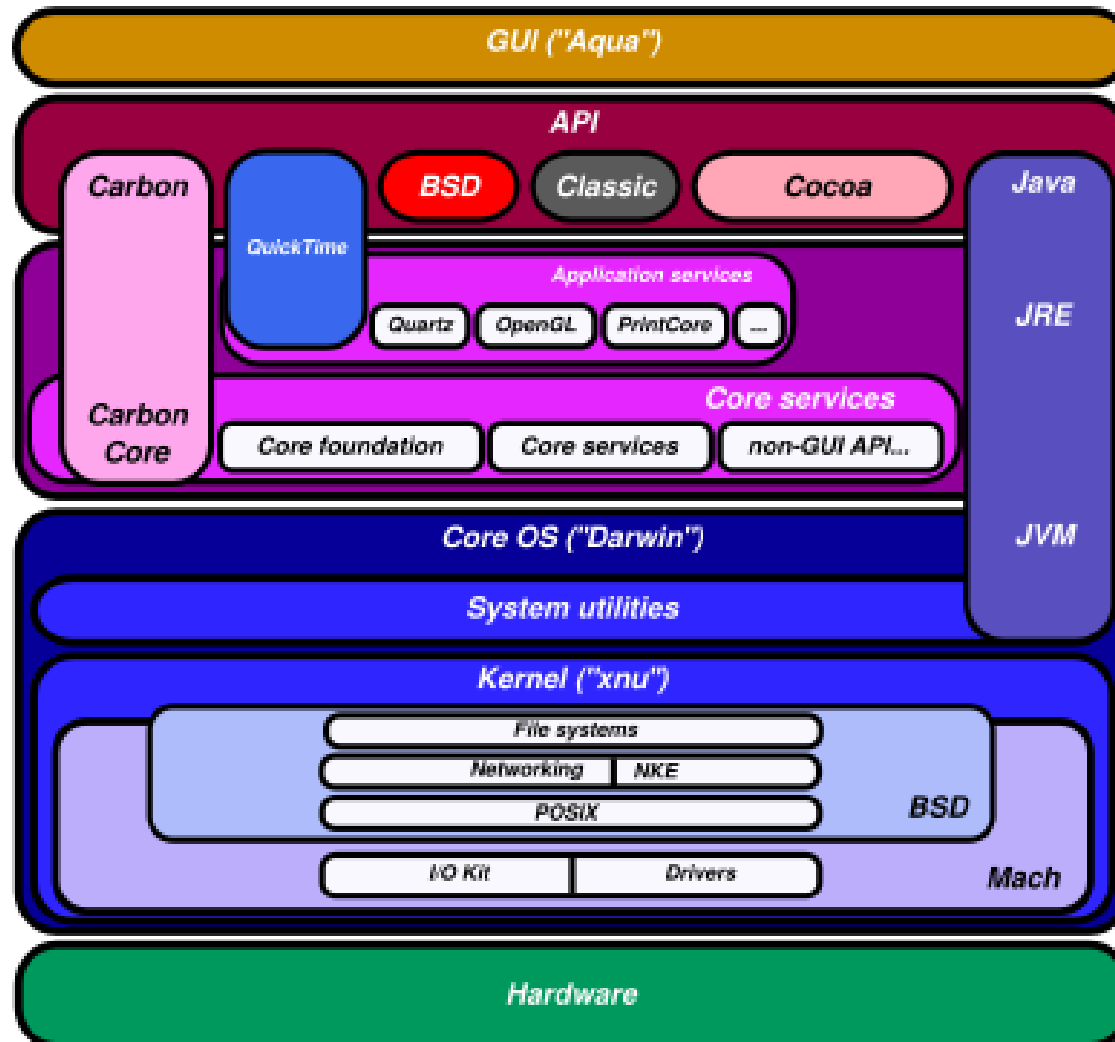 GUI ("Aqua")
API
Carbon
QuickTime
BSD
Classic
Cocoa
Java
Application services
Quartz
OpenGL
PrintCore
...
JRE
Core services
Carbon
Core
Core foundation
Core services
non-GUI API...
Core OS ("Darwin")
JVM
System utilities
Kernel ("xnu")
File systems
Networking
NKE
POSIX
BSD
I/O Kit
Drivers
Mach
Hardware